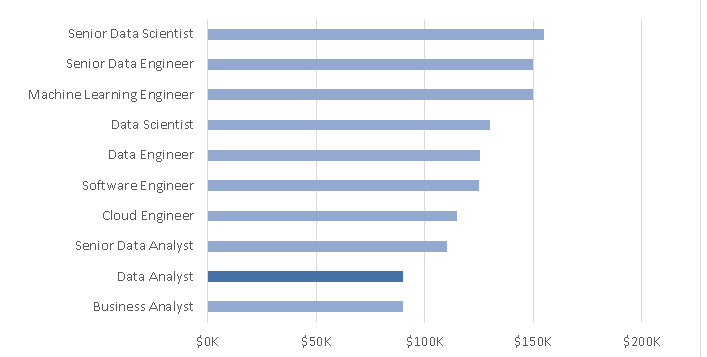 Senior Data Scientist
Senior Data Engineer
Machine Learning Engineer
Data Scientist
Data Engineer
Software Engineer
Cloud Engineer
Senior Data Analyst
Data Analyst
Business Analyst
$0K $50K $100K $150K $200K